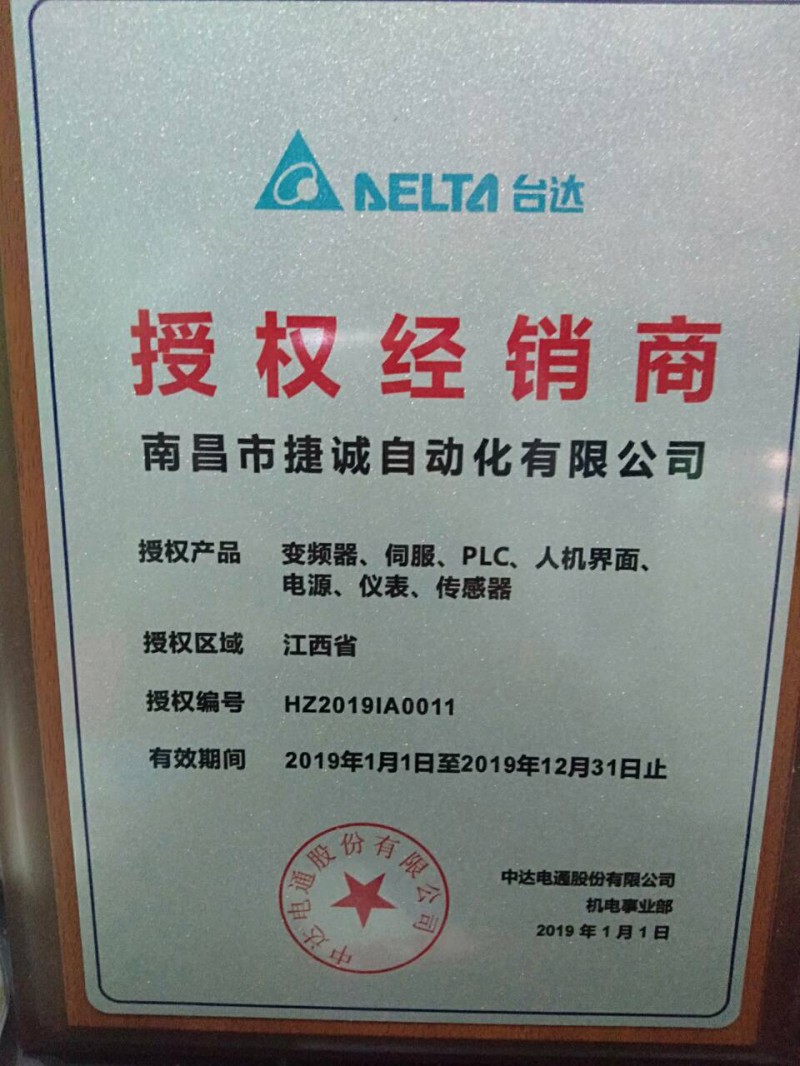 DELTA 台达
授权经销商
南昌市捷诚自动化有限公司
授权产品 变频器、伺服、PLC、人机界面、
电源、仪表、传感器
授权区域 江西省
授权编号 HZ2019IA0011
有效期间 2019年1月1日至2019年12月31日止
中达电通股份有限公司
中达电通股份有限公司
机电事业部
2019 年 1 月 1 日